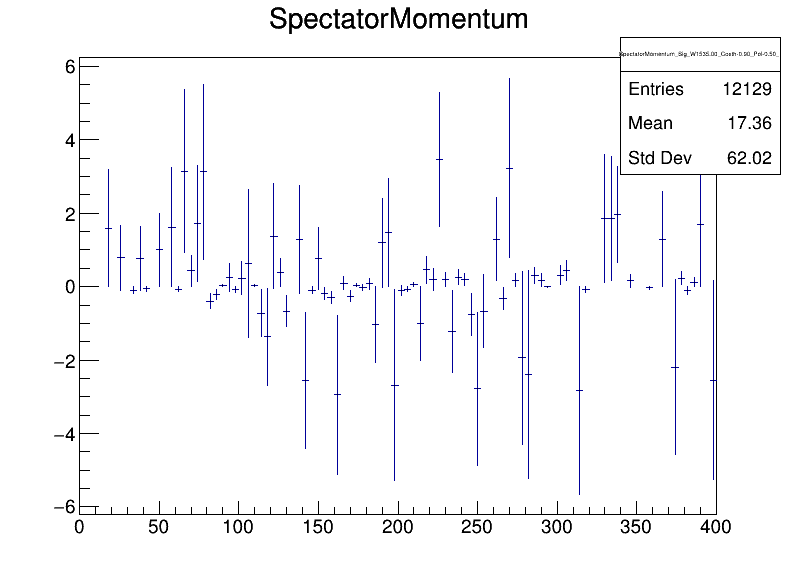 SpectatorMomentum
SpectatorMomentum_Sig_W1535.00_Costh-0.90_Pol-0.50_
Entries 12129
Mean 17.36
Std Dev 62.02
6
4
2
0
−2
−4
−6
0 50 100 150 200 250 300 350 400